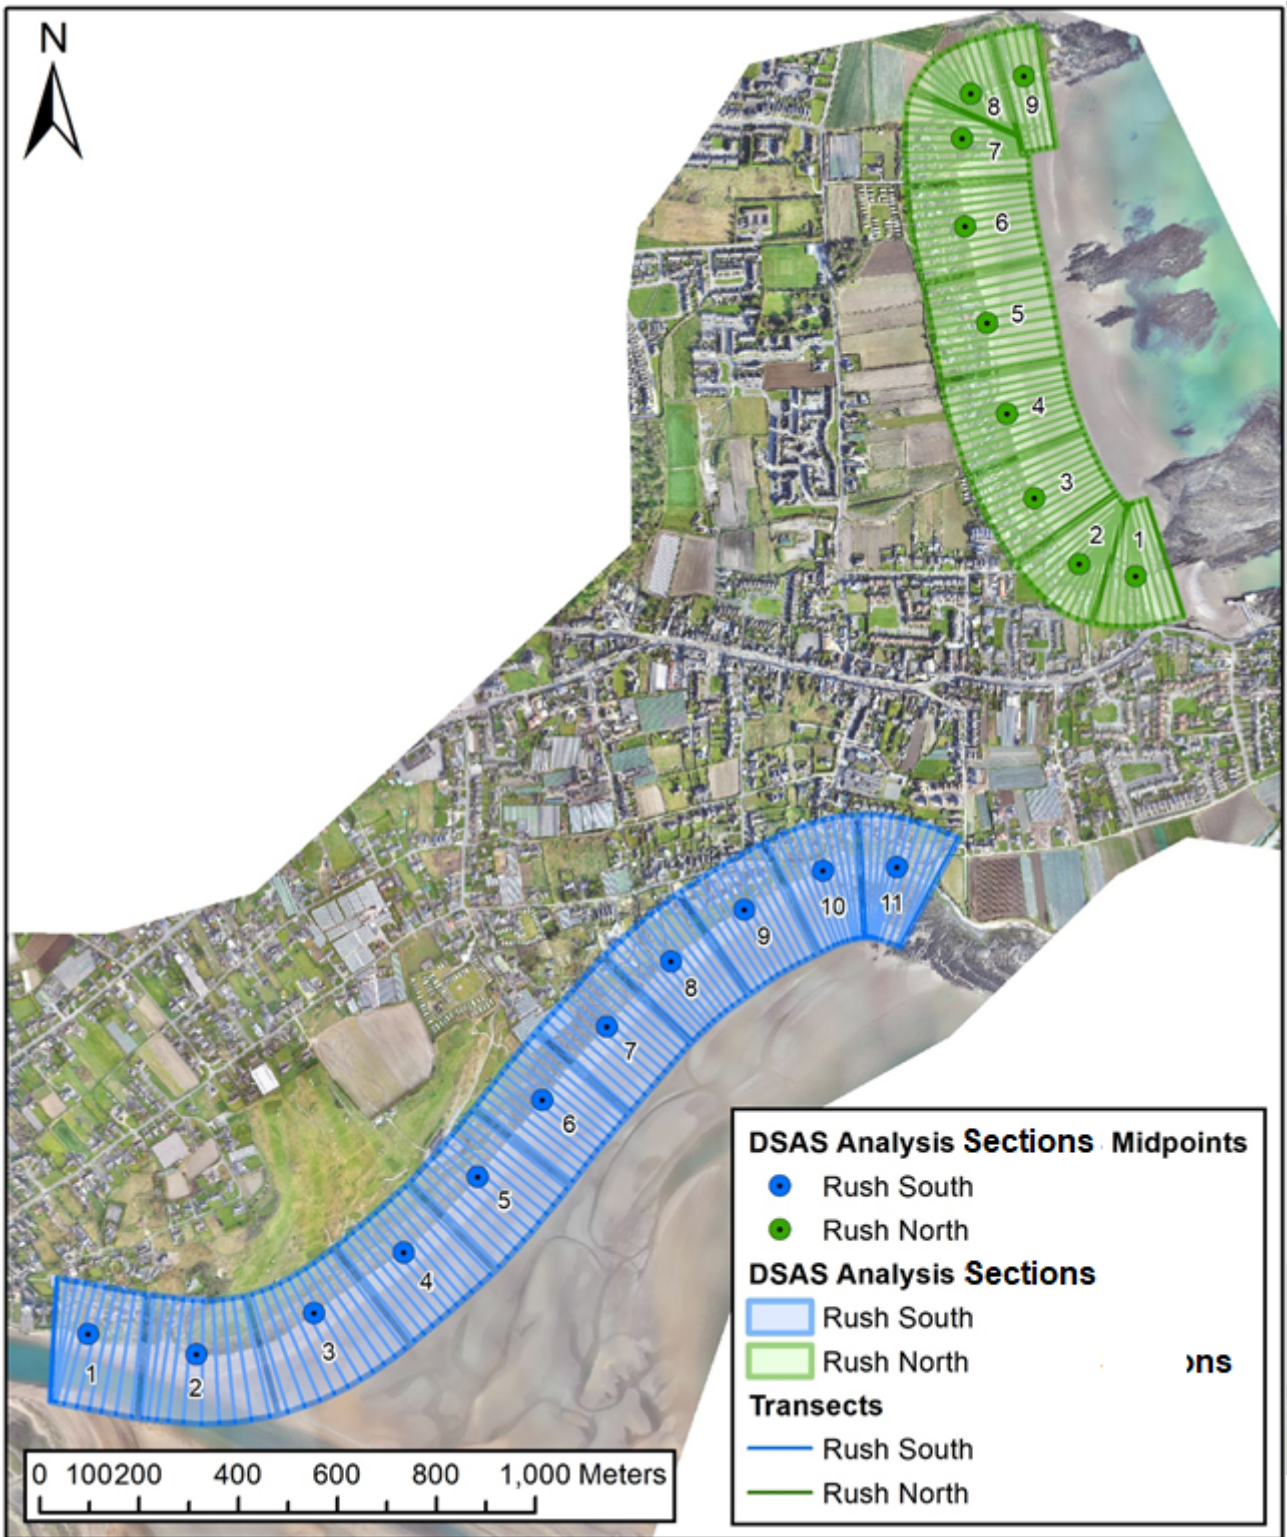 N
8
9
7
6
5
4
3
2
1
10
11
9
8
7
6
5
4
3
1
2
DSAS Analysis Sections Midpoints
Rush South
Rush North
DSAS Analysis Sections
Rush South
Rush North
ons
Transects
Rush South
Rush North
0 100200 400 600 800 1,000 Meters